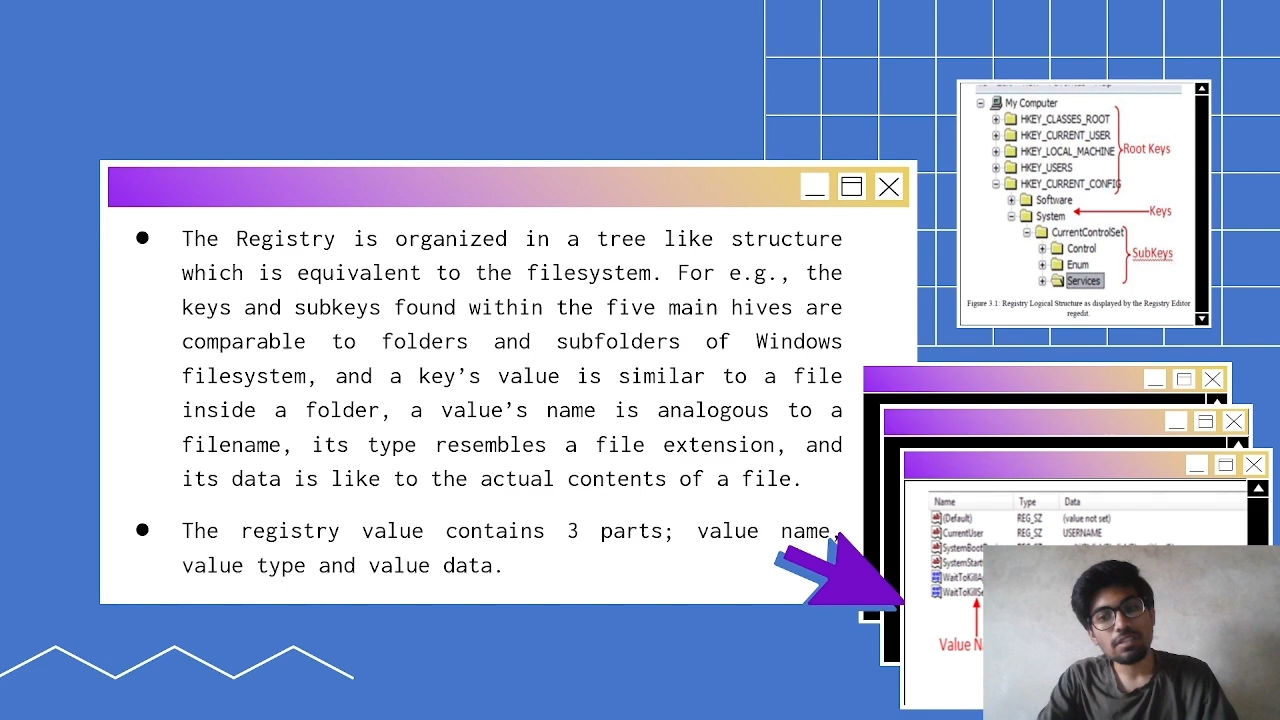 The Registry is organized in a tree like structure
which is equivalent to the filesystem. For e.g., the
keys and subkeys found within the five main hives are
comparable to folders and subfolders of Windows
filesystem, and a key’s value is similar to a file
inside a folder, a value’s name is analogous to a
filename, its type resembles a file extension, and
its data is like to the actual contents of a file.
The registry value contains 3 parts; value name,
value type and value data.
My Computer
HKEY_CLASSES_ROOT
HKEY_CURRENT_USER
HKEY_LOCAL_MACHINE
Root Keys
HKEY_USERS
HKEY_CURRENT_CONFIG
Software
System
Keys
CurrentControlSet
Control
SubKeys
Enum
Services
Figure 3.1: Registry Logical Structure as displayed by the Registry Editor
regedit.
Name Type Data
(Default) REG_SZ (value not set)
CurrentUser REG_SZ USERNAME
SystemBoot
SystemStart
WaitToKill
WaitToKillSe
Value N